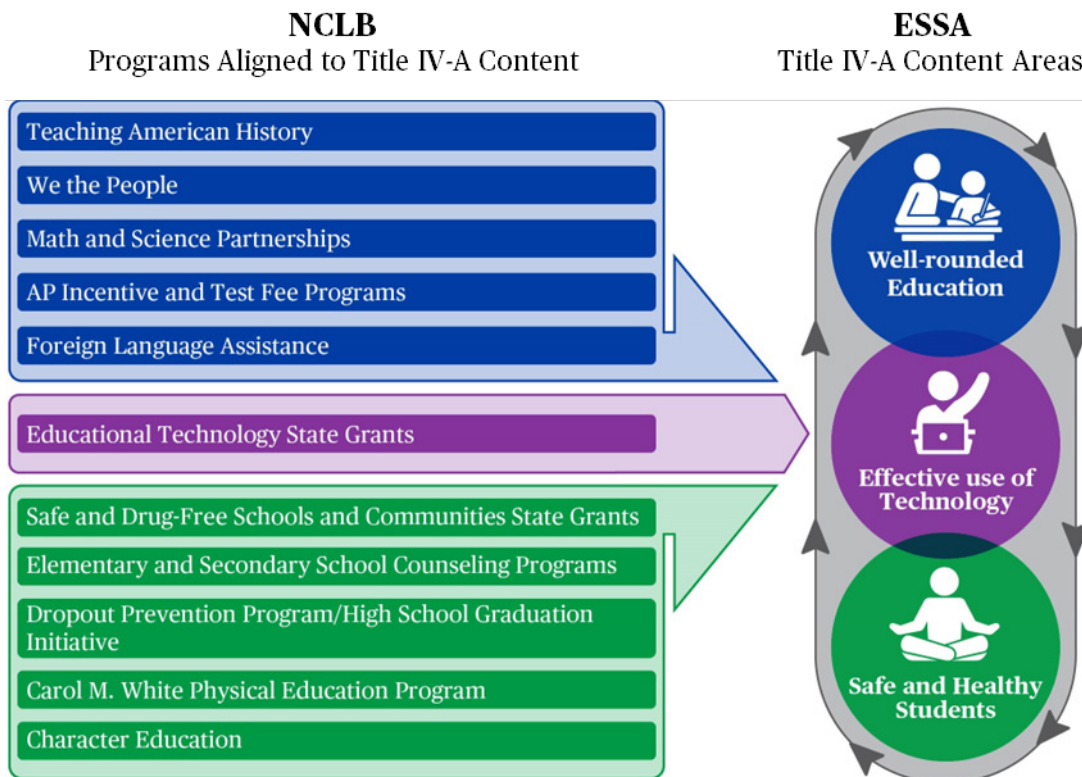 NCLB
Programs Aligned to Title IV-A Content
ESSA
Title IV-A Content Areas
Teaching American History
We the People
Math and Science Partnerships
AP Incentive and Test Fee Programs
Foreign Language Assistance
Educational Technology State Grants
Safe and Drug-Free Schools and Communities State Grants
Elementary and Secondary School Counseling Programs
Dropout Prevention Program/High School Graduation
Initiative
Carol M. White Physical Education Program
Character Education
Well-rounded
Education
Effective use of
Technology
Safe and Healthy
Students